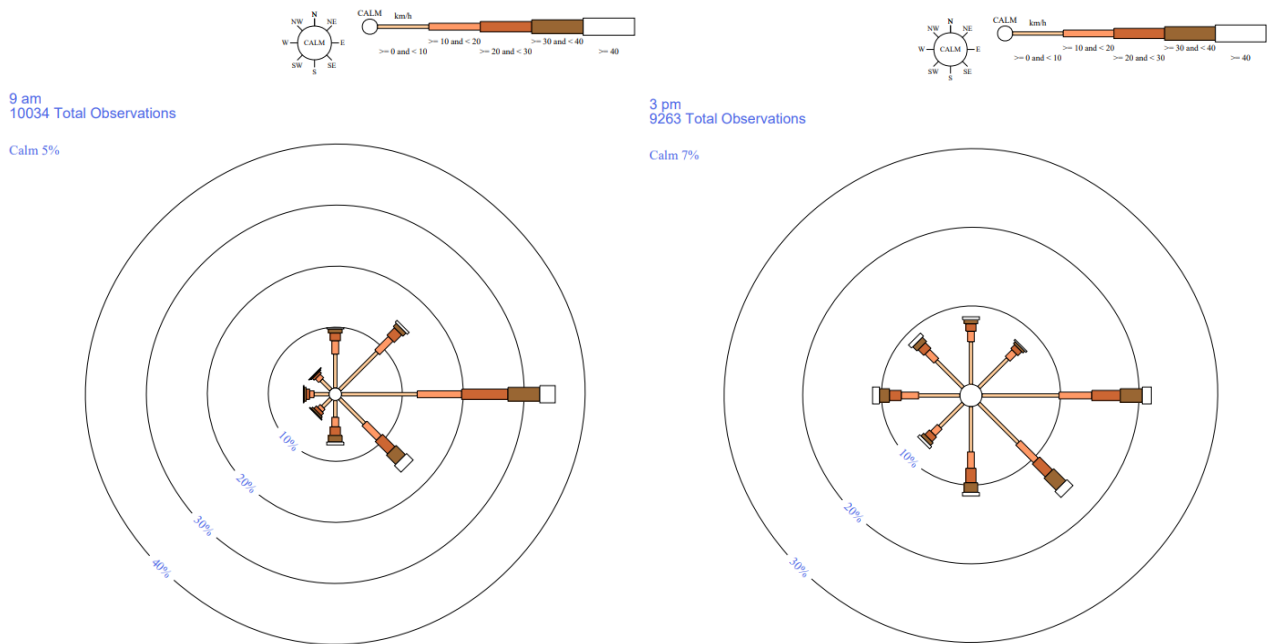 N
NW NE
W CALM E
SW SE
S
CALM km/h
>= 10 and < 20 >= 30 and < 40
>= 0 and < 10 >= 20 and < 30 >= 40
9 am
10034 Total Observations
Calm 5%
10%
20%
30%
40%
N
NW NE
W CALM E
SW SE
S
CALM km/h
>= 10 and < 20 >= 30 and < 40
>= 0 and < 10 >= 20 and < 30 >= 40
3 pm
9263 Total Observations
Calm 7%
10%
20%
30%